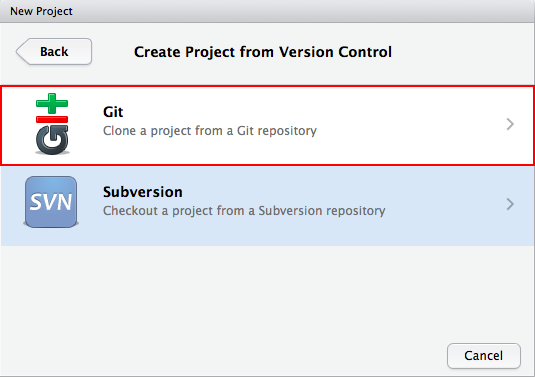 New Project
Back
Create Project from Version Control
Git
Clone a project from a Git repository
SVN
Subversion
Checkout a project from a Subversion repository
Cancel